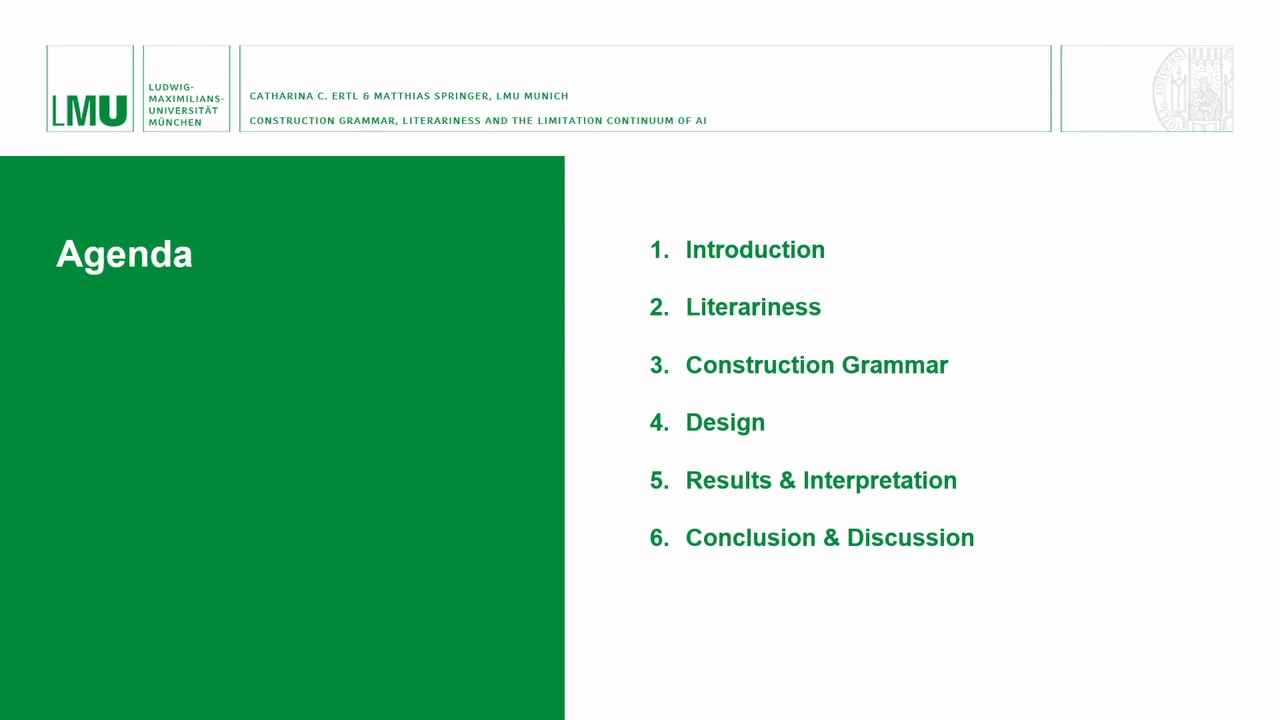 LMU
LUDWIG-
MAXIMILIANS-
UNIVERSITÄT
MÜNCHEN
CATHARINA C. ERTL & MATTHIAS SPRINGER, LMU MUNICH
CONSTRUCTION GRAMMAR, LITERARINESS AND THE LIMITATION CONTINUUM OF AI
Agenda
1. Introduction
2. Literariness
3. Construction Grammar
4. Design
5. Results & Interpretation
6. Conclusion & Discussion